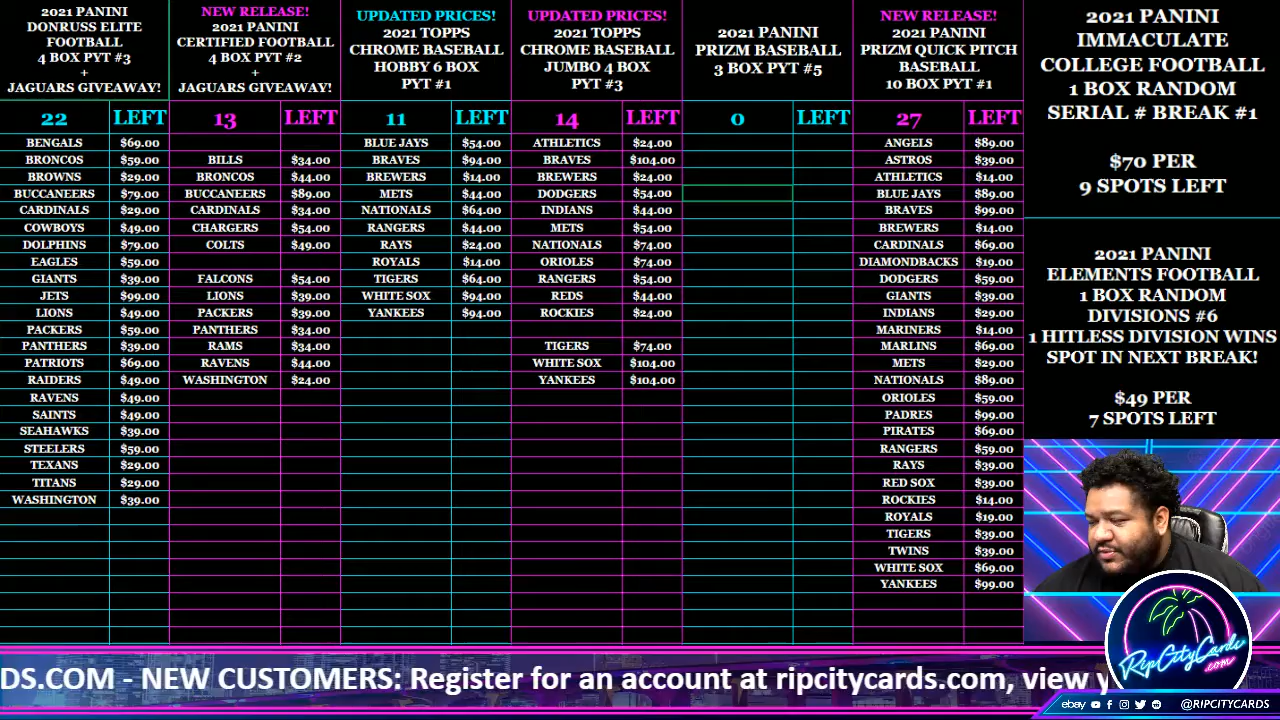 2021 PANINI
DONRUSS ELITE
FOOTBALL
4 BOX PYT #3
+
JAGUARS GIVEAWAY!
22 LEFT
BENGALS $69.00
BRONCOS $59.00
BROWNS $29.00
BUCCANEERS $79.00
CARDINALS $29.00
COWBOYS $49.00
DOLPHINS $79.00
EAGLES $59.00
GIANTS $39.00
JETS $99.00
LIONS $49.00
PACKERS $59.00
PANTHERS $39.00
PATRIOTS $69.00
RAIDERS $49.00
RAVENS $49.00
SAINTS $49.00
SEAHAWKS $39.00
STEELERS $59.00
TEXANS $29.00
TITANS $29.00
WASHINGTON $39.00
NEW RELEASE!
2021 PANINI
CERTIFIED FOOTBALL
4 BOX PYT #2
+
JAGUARS GIVEAWAY!
13 LEFT
BILLS $34.00
BRONCOS $44.00
BUCCANEERS $89.00
CARDINALS $34.00
CHARGERS $54.00
COLTS $49.00
FALCONS $54.00
LIONS $39.00
PACKERS $39.00
PANTHERS $34.00
RAMS $34.00
RAVENS $44.00
WASHINGTON $24.00
UPDATED PRICES!
2021 TOPPS
CHROME BASEBALL
HOBBY 6 BOX
PYT #1
11 LEFT
BLUE JAYS $54.00
BRAVES $94.00
BREWERS $14.00
METS $44.00
NATIONALS $64.00
RANGERS $44.00
RAYS $24.00
ROYALS $14.00
TIGERS $64.00
WHITE SOX $94.00
YANKEES $94.00
UPDATED PRICES!
2021 TOPPS
CHROME BASEBALL
JUMBO 4 BOX
PYT #3
14 LEFT
ATHLETICS $24.00
BRAVES $104.00
BREWERS $24.00
DODGERS $54.00
INDIANS $44.00
METS $54.00
NATIONALS $74.00
ORIOLES $74.00
RANGERS $54.00
REDS $44.00
ROCKIES $24.00
TIGERS $74.00
WHITE SOX $104.00
YANKEES $104.00
2021 PANINI
PRIZM BASEBALL
3 BOX PYT #5
0 LEFT
NEW RELEASE!
2021 PANINI
PRIZM QUICK PITCH
BASEBALL
10 BOX PYT #1
27 LEFT
ANGELS $89.00
ASTROS $39.00
ATHLETICS $14.00
BLUE JAYS $89.00
BRAVES $99.00
BREWERS $14.00
CARDINALS $69.00
DIAMONDBACKS $19.00
DODGERS $59.00
GIANTS $39.00
INDIANS $29.00
MARINERS $14.00
MARLINS $69.00
METS $29.00
NATIONALS $89.00
ORIOLES $59.00
PADRES $99.00
PIRATES $69.00
RANGERS $59.00
RAYS $39.00
RED SOX $39.00
ROCKIES $14.00
ROYALS $19.00
TIGERS $39.00
TWINS $39.00
WHITE SOX $69.00
YANKEES $99.00
2021 PANINI
IMMACULATE
COLLEGE FOOTBALL
1 BOX RANDOM
SERIAL # BREAK #1
$70 PER
9 SPOTS LEFT
2021 PANINI
ELEMENTS FOOTBALL
1 BOX RANDOM
DIVISIONS #6
1 HITLESS DIVISION WINS
SPOT IN NEXT BREAK!
$49 PER
7 SPOTS LEFT
RipCityCards
.com
DS.COM - NEW CUSTOMERS: Register for an account at ripcitycards.com, view y
ebay @RIPCITYCARDS